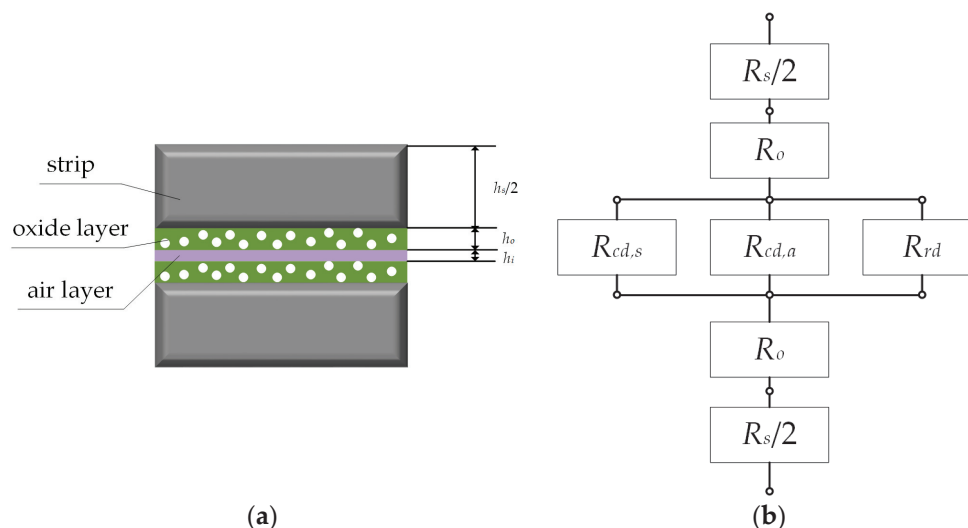 strip
oxide layer
air layer
hs/2
ho
hi
(a)
Rs/2
Ro
Rcd,s
Rcd,a
Rrd
Ro
Rs/2
(b)